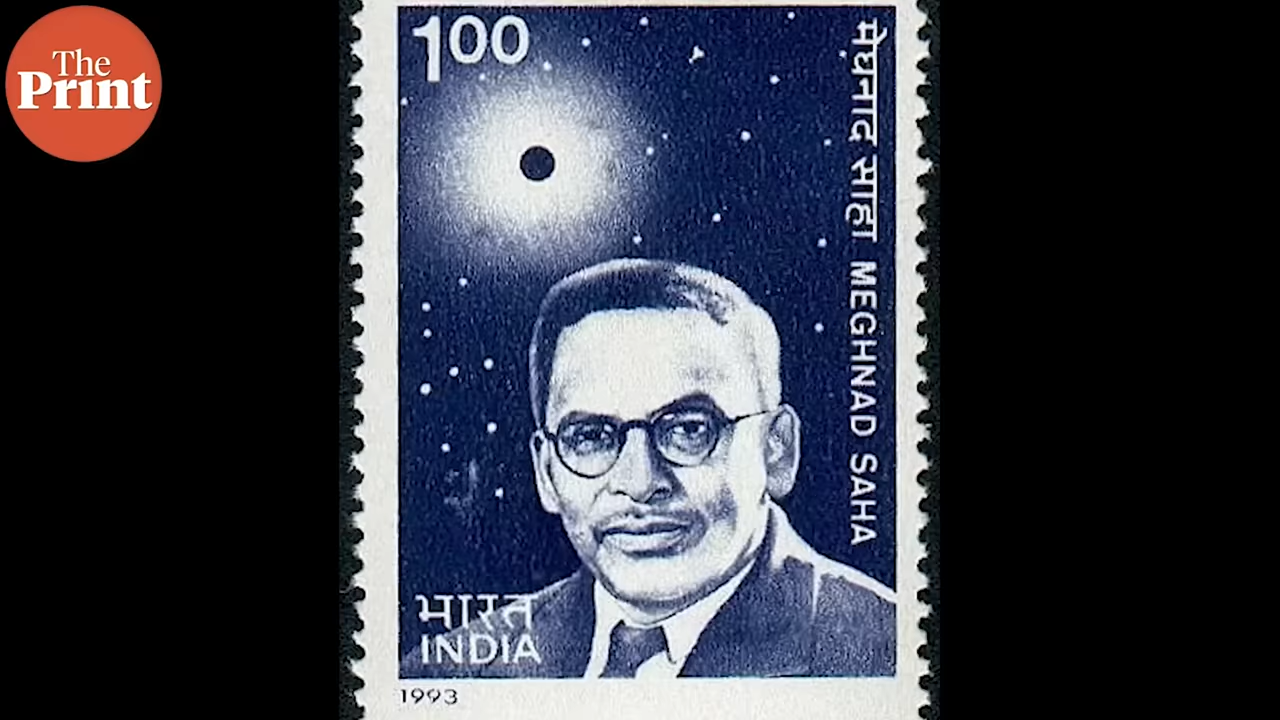 The
Print
100
मेघनाद साहा MEGHNAD SAHA
भारत
INDIA
1993